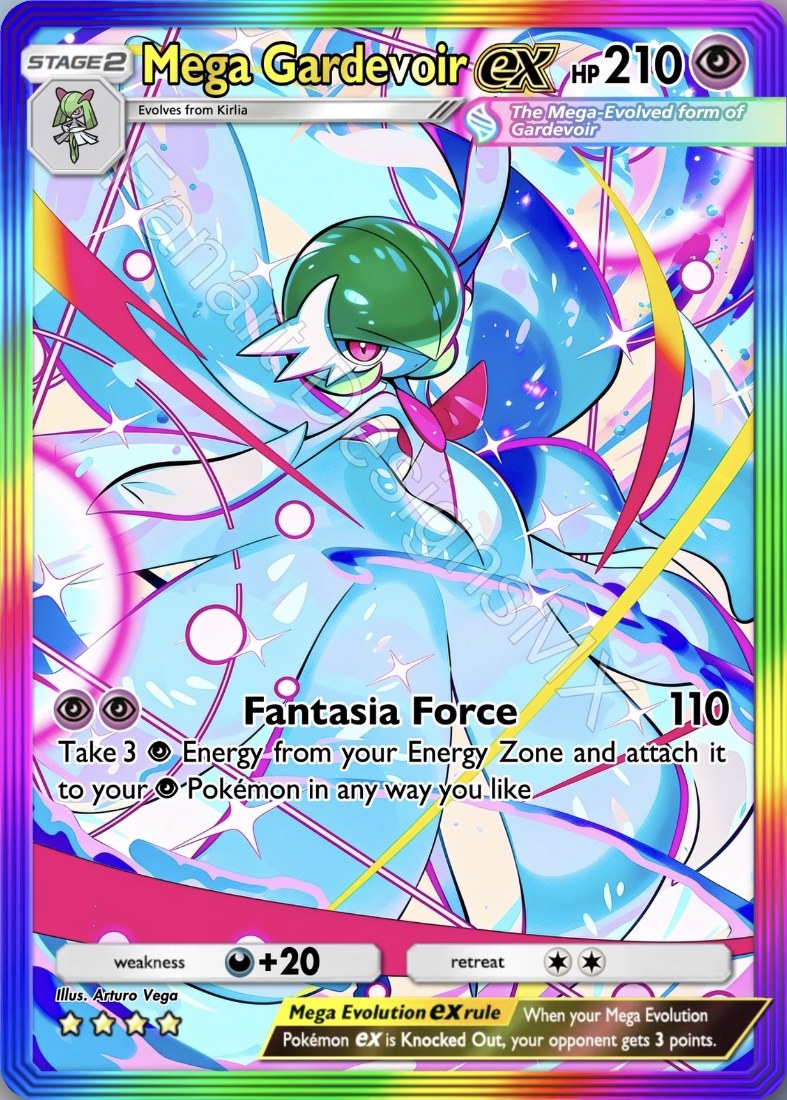 STAGE2 Mega Gardevoir ex HP 210
Evolves from Kirlia
The Mega-Evolved form of
Gardevoir
Fanart DesignsMX
Fantasia Force 110
Take 3 Energy from your Energy Zone and attach it
to your Pokémon in any way you like
weakness +20 retreat
Illus. Arturo Vega
Mega Evolution ex rule When your Mega Evolution
Pokémon ex is Knocked Out, your opponent gets 3 points.